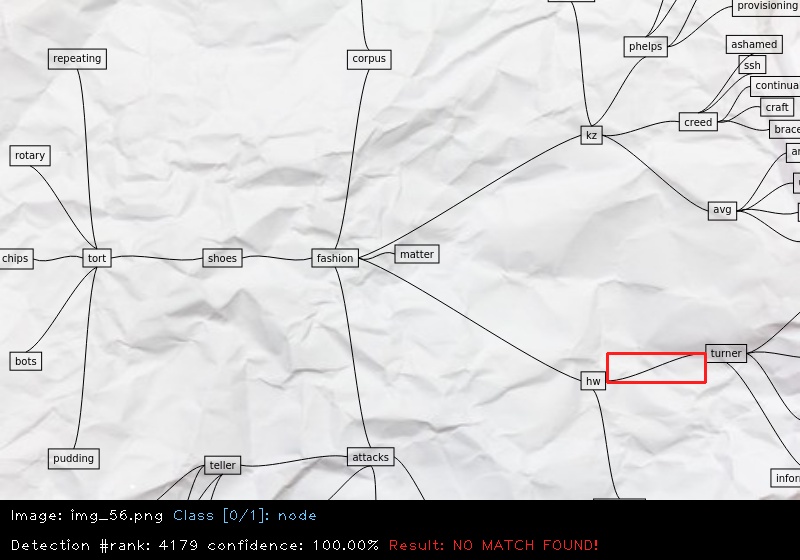 provisioning
phelps
ashamed
repeating
corpus
ssh
continua
craft
creed
brace
kz
rotary
avg
chips
tort
shoes
fashion
matter
turner
bots
hw
pudding
teller
attacks
infor
Image: img_56.png Class [0/1]: node
Detection #rank: 4179 confidence: 100.00% Result: NO MATCH FOUND!